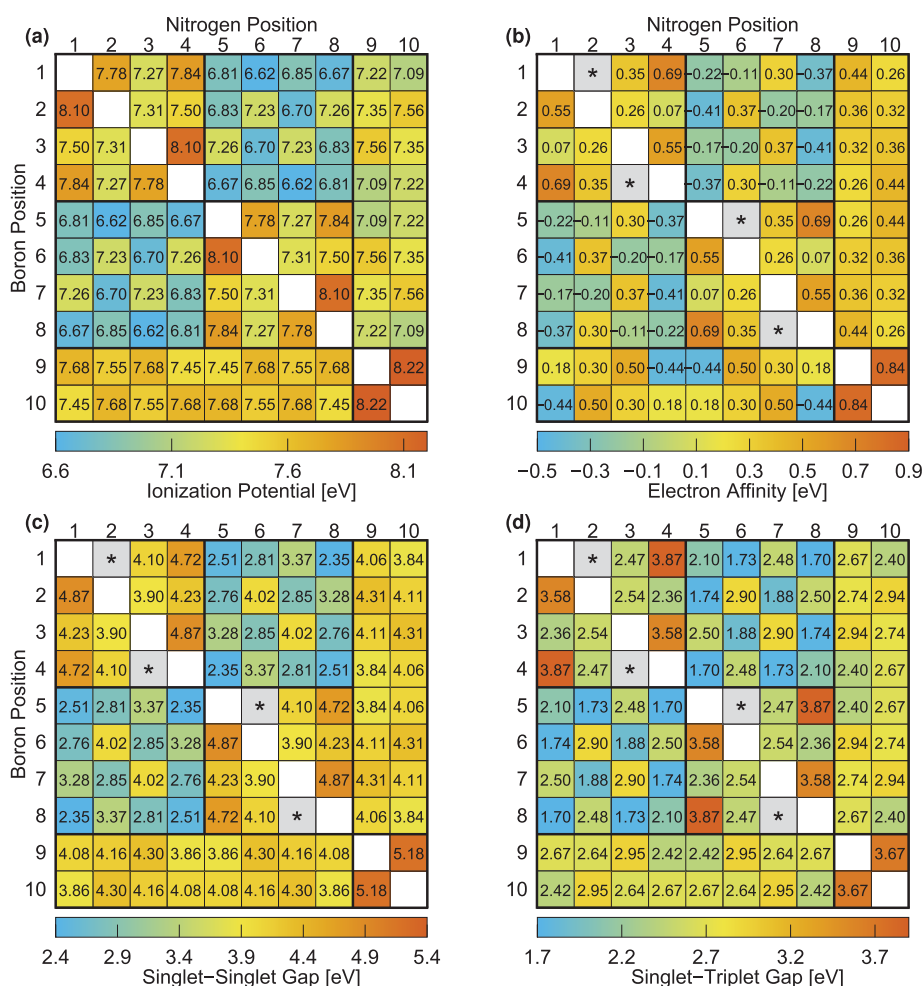 Nitrogen Position
(a)
1 2 3 4 5 6 7 8 9 10
Boron Position
1 7.78 7.27 7.84 6.81 6.62 6.85 6.67 7.22 7.09
2 8.10 7.31 7.50 6.83 7.23 6.70 7.26 7.35 7.56
3 7.50 7.31 8.10 7.26 6.70 7.23 6.83 7.56 7.35
4 7.84 7.27 7.78 6.67 6.85 6.62 6.81 7.09 7.22
5 6.81 6.62 6.85 6.67 7.78 7.27 7.84 7.09 7.22
6 6.83 7.23 6.70 7.26 8.10 7.31 7.50 7.56 7.35
7 7.26 6.70 7.23 6.83 7.50 7.31 8.10 7.35 7.56
8 6.67 6.85 6.62 6.81 7.84 7.27 7.78 7.22 7.09
9 7.68 7.55 7.68 7.45 7.45 7.68 7.55 7.68 8.22
10 7.45 7.68 7.55 7.68 7.68 7.55 7.68 7.45 8.22
6.6 7.1 7.6 8.1
Ionization Potential [eV]
Nitrogen Position
(b)
1 2 3 4 5 6 7 8 9 10
1 * 0.35 0.69 −0.22 −0.11 0.30 −0.37 0.44 0.26
2 0.55 0.26 0.07 −0.41 0.37 −0.20 −0.17 0.36 0.32
3 0.07 0.26 0.55 −0.17 −0.20 0.37 −0.41 0.32 0.36
4 0.69 0.35 * −0.37 0.30 −0.11 −0.22 0.26 0.44
5 −0.22 −0.11 0.30 −0.37 * 0.35 0.69 0.26 0.44
6 −0.41 0.37 −0.20 −0.17 0.55 0.26 0.07 0.32 0.36
7 −0.17 −0.20 0.37 −0.41 0.07 0.26 0.55 0.36 0.32
8 −0.37 0.30 −0.11 −0.22 0.69 0.35 * 0.44 0.26
9 0.18 0.30 0.50 −0.44 −0.44 0.50 0.30 0.18 0.84
10 −0.44 0.50 0.30 0.18 0.18 0.30 0.50 −0.44 0.84
−0.5 −0.3 −0.1 0.1 0.3 0.5 0.7 0.9
Electron Affinity [eV]
(c)
1 2 3 4 5 6 7 8 9 10
Boron Position
1 * 4.10 4.72 2.51 2.81 3.37 2.35 4.06 3.84
2 4.87 3.90 4.23 2.76 4.02 2.85 3.28 4.31 4.11
3 4.23 3.90 4.87 3.28 2.85 4.02 2.76 4.11 4.31
4 4.72 4.10 * 2.35 3.37 2.81 2.51 3.84 4.06
5 2.51 2.81 3.37 2.35 * 4.10 4.72 3.84 4.06
6 2.76 4.02 2.85 3.28 4.87 3.90 4.23 4.11 4.31
7 3.28 2.85 4.02 2.76 4.23 3.90 4.87 4.31 4.11
8 2.35 3.37 2.81 2.51 4.72 4.10 * 4.06 3.84
9 4.08 4.16 4.30 3.86 3.86 4.30 4.16 4.08 5.18
10 3.86 4.30 4.16 4.08 4.08 4.16 4.30 3.86 5.18
2.4 2.9 3.4 3.9 4.4 4.9 5.4
Singlet−Singlet Gap [eV]
(d)
1 2 3 4 5 6 7 8 9 10
1 * 2.47 3.87 2.10 1.73 2.48 1.70 2.67 2.40
2 3.58 2.54 2.36 1.74 2.90 1.88 2.50 2.74 2.94
3 2.36 2.54 3.58 2.50 1.88 2.90 1.74 2.94 2.74
4 3.87 2.47 * 1.70 2.48 1.73 2.10 2.40 2.67
5 2.10 1.73 2.48 1.70 * 2.47 3.87 2.40 2.67
6 1.74 2.90 1.88 2.50 3.58 2.54 2.36 2.94 2.74
7 2.50 1.88 2.90 1.74 2.36 2.54 3.58 2.74 2.94
8 1.70 2.48 1.73 2.10 3.87 2.47 * 2.67 2.40
9 2.67 2.64 2.95 2.42 2.42 2.95 2.64 2.67 3.67
10 2.42 2.95 2.64 2.67 2.67 2.64 2.95 2.42 3.67
1.7 2.2 2.7 3.2 3.7
Singlet−Triplet Gap [eV]